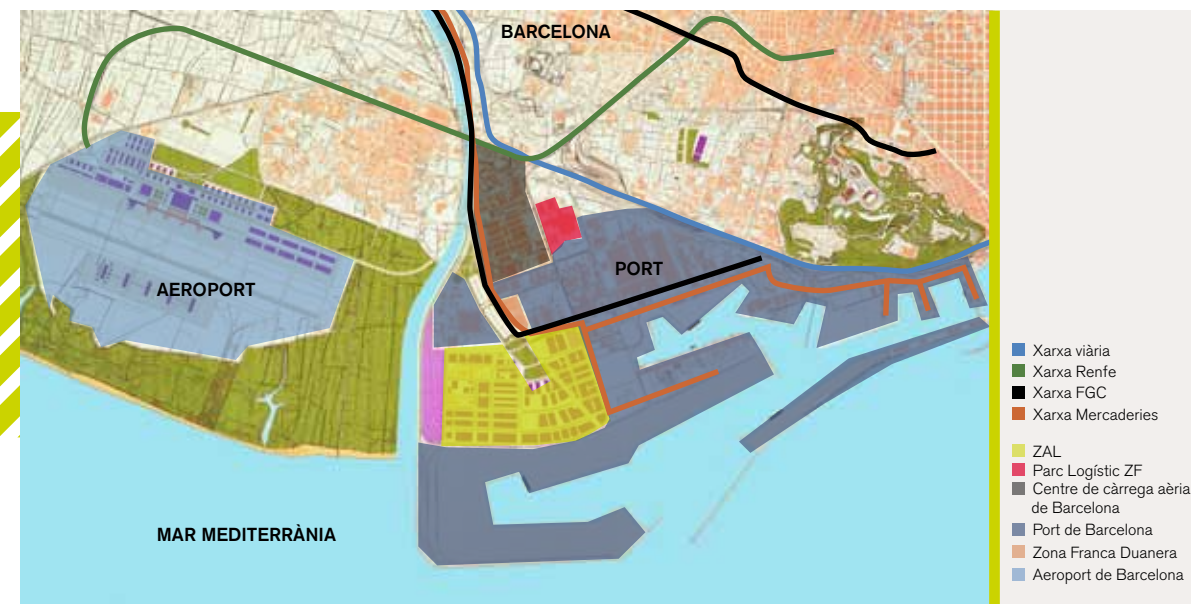 BARCELONA
PORT
AEROPORT
MAR MEDITERRÀNIA
Xarxa viària
Xarxa Renfe
Xarxa FGC
Xarxa Mercaderies
ZAL
Parc Logístic ZF
Centre de càrrega aèria
de Barcelona
Port de Barcelona
Zona Franca Duanera
Aeroport de Barcelona